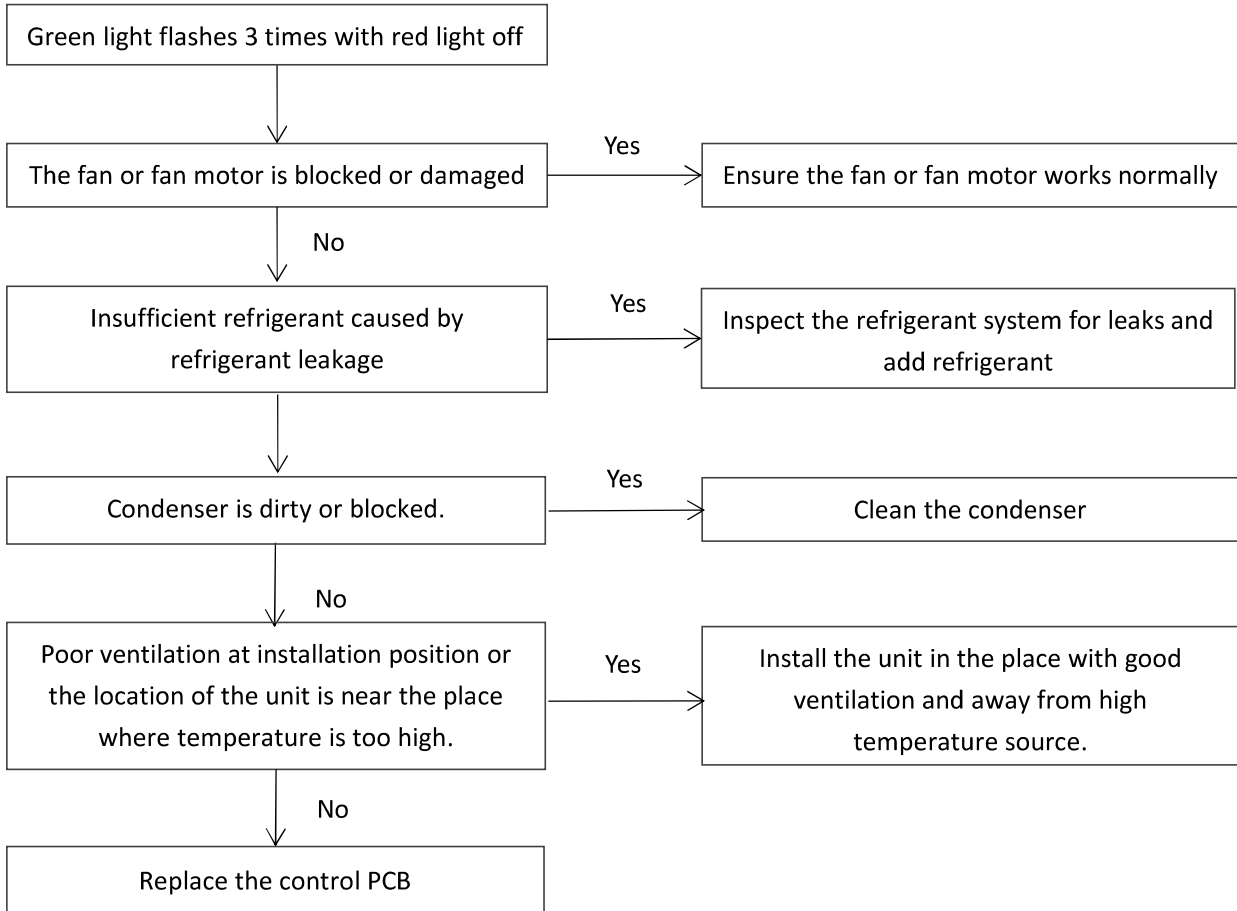 Green light flashes 3 times with red light off
Yes
The fan or fan motor is blocked or damaged
Ensure the fan or fan motor works normally
No
Insufficient refrigerant caused by
refrigerant leakage
Yes
Inspect the refrigerant system for leaks and
add refrigerant
Yes
Condenser is dirty or blocked.
Clean the condenser
No
Poor ventilation at installation position or
the location of the unit is near the place
where temperature is too high.
Yes
Install the unit in the place with good
ventilation and away from high
temperature source.
No
Replace the control PCB